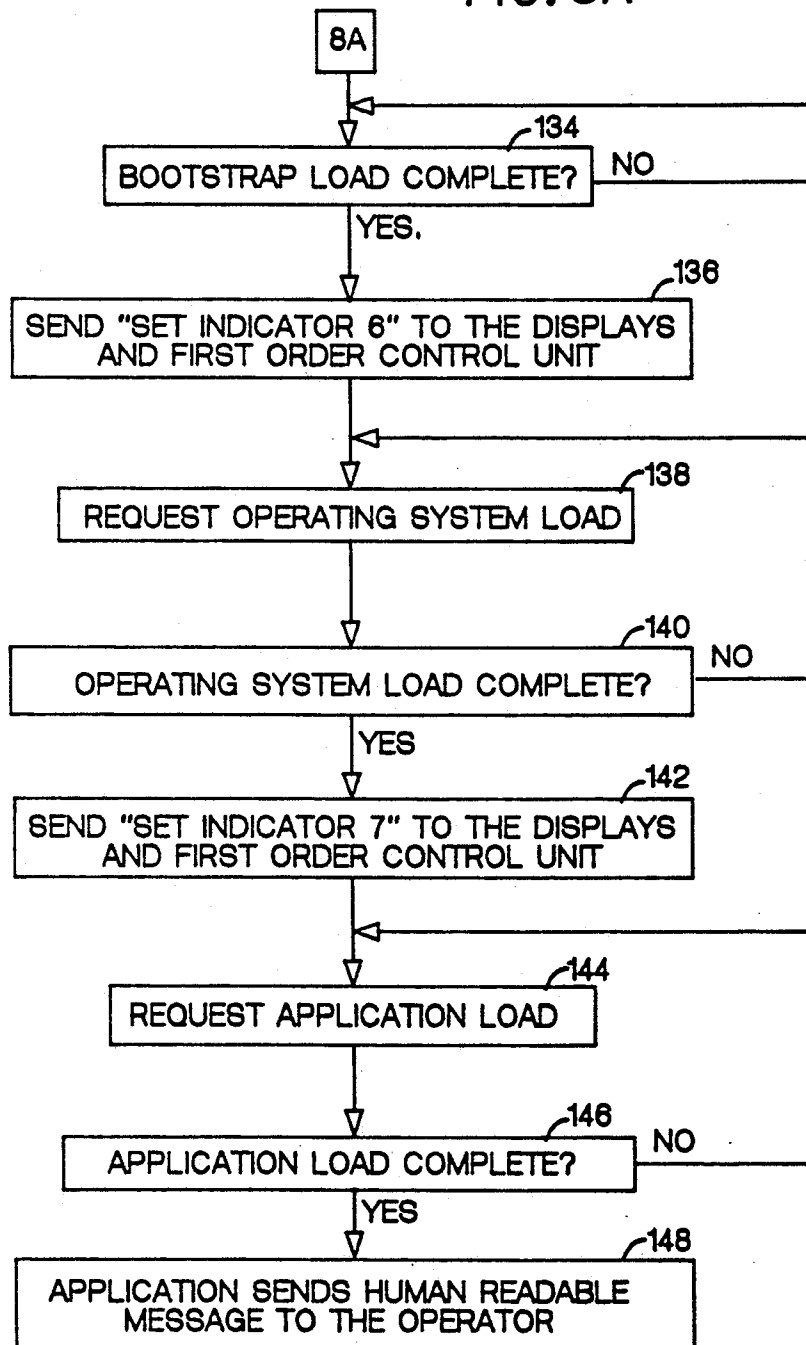 8A
134
BOOTSTRAP LOAD COMPLETE?
NO
YES.
136
SEND "SET INDICATOR 6" TO THE DISPLAYS
AND FIRST ORDER CONTROL UNIT
138
REQUEST OPERATING SYSTEM LOAD
140
OPERATING SYSTEM LOAD COMPLETE?
NO
YES
142
SEND "SET INDICATOR 7" TO THE DISPLAYS
AND FIRST ORDER CONTROL UNIT
144
REQUEST APPLICATION LOAD
146
APPLICATION LOAD COMPLETE?
NO
YES
148
APPLICATION SENDS HUMAN READABLE
MESSAGE TO THE OPERATOR